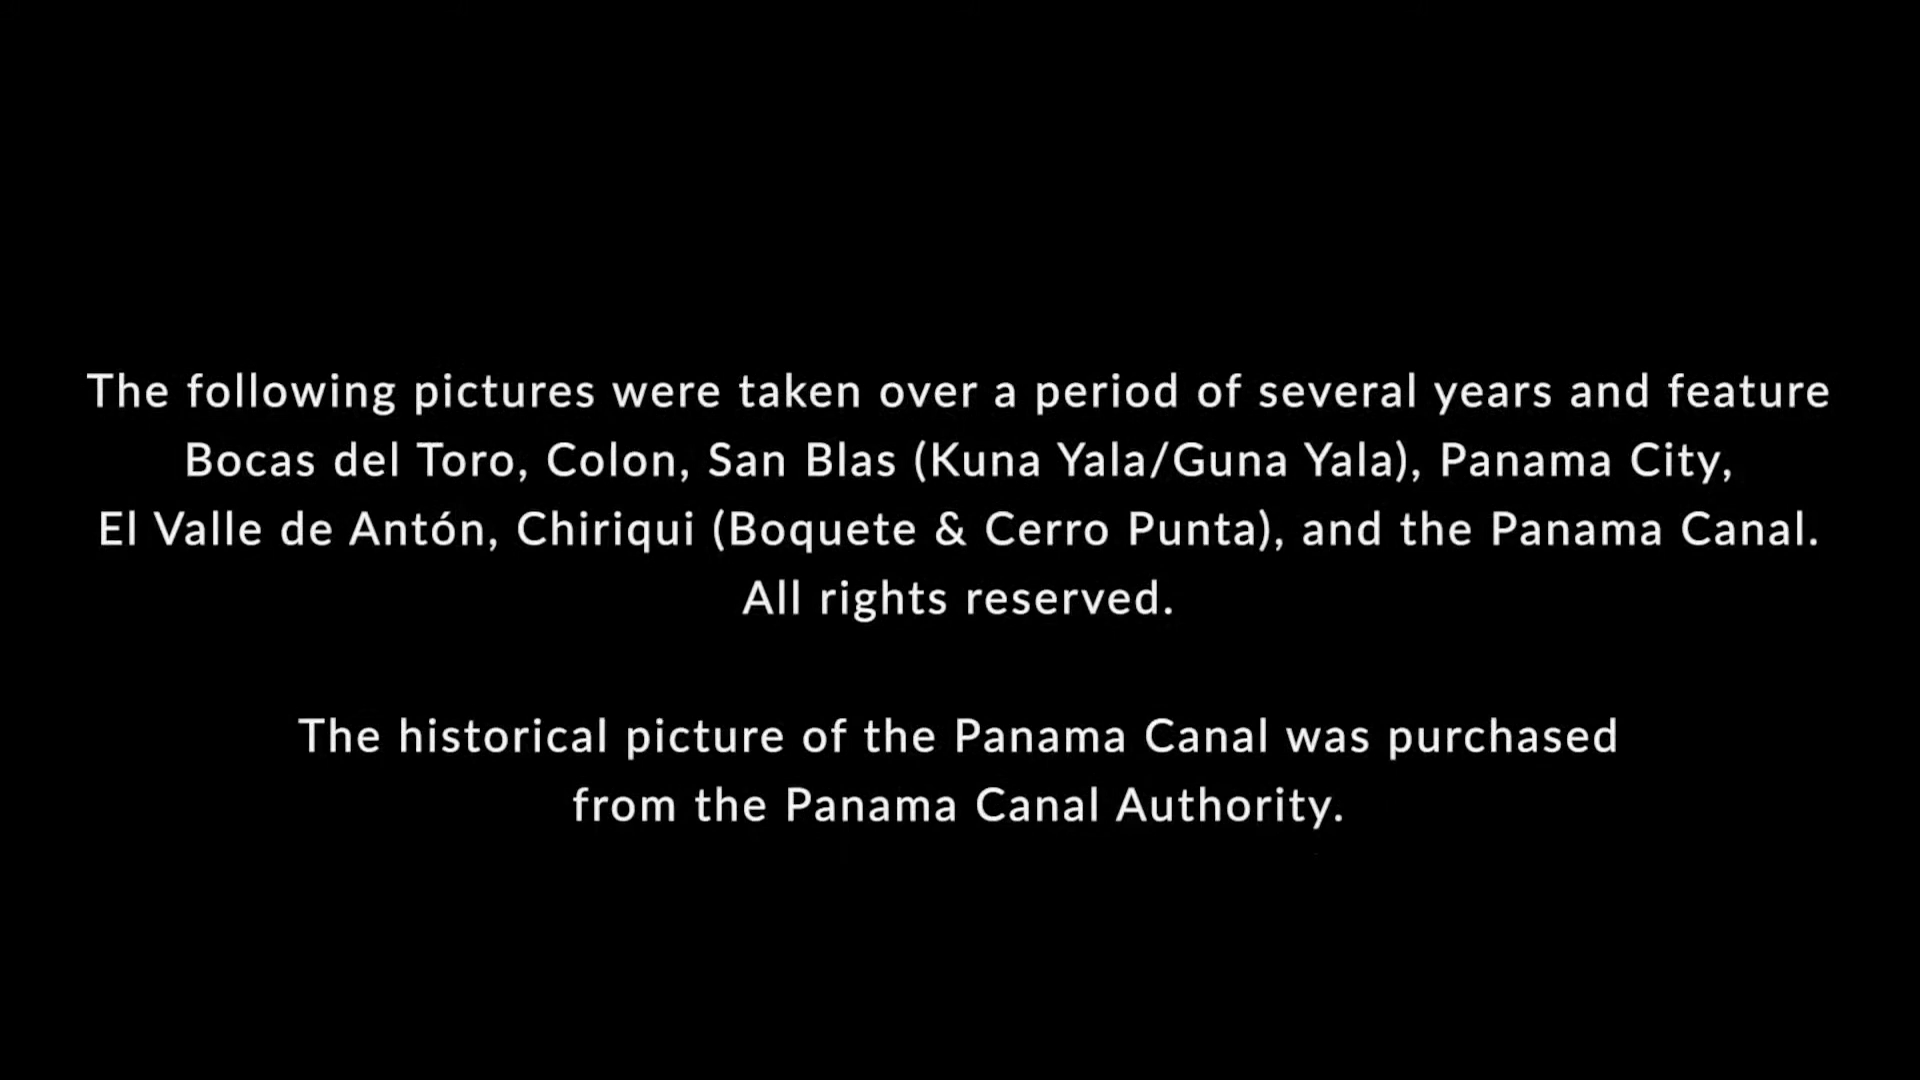 The following pictures were taken over a period of several years and feature
Bocas del Toro, Colon, San Blas (Kuna Yala/Guna Yala), Panama City,
El Valle de Antón, Chiriqui (Boquete & Cerro Punta), and the Panama Canal.
All rights reserved.
The historical picture of the Panama Canal was purchased
from the Panama Canal Authority.